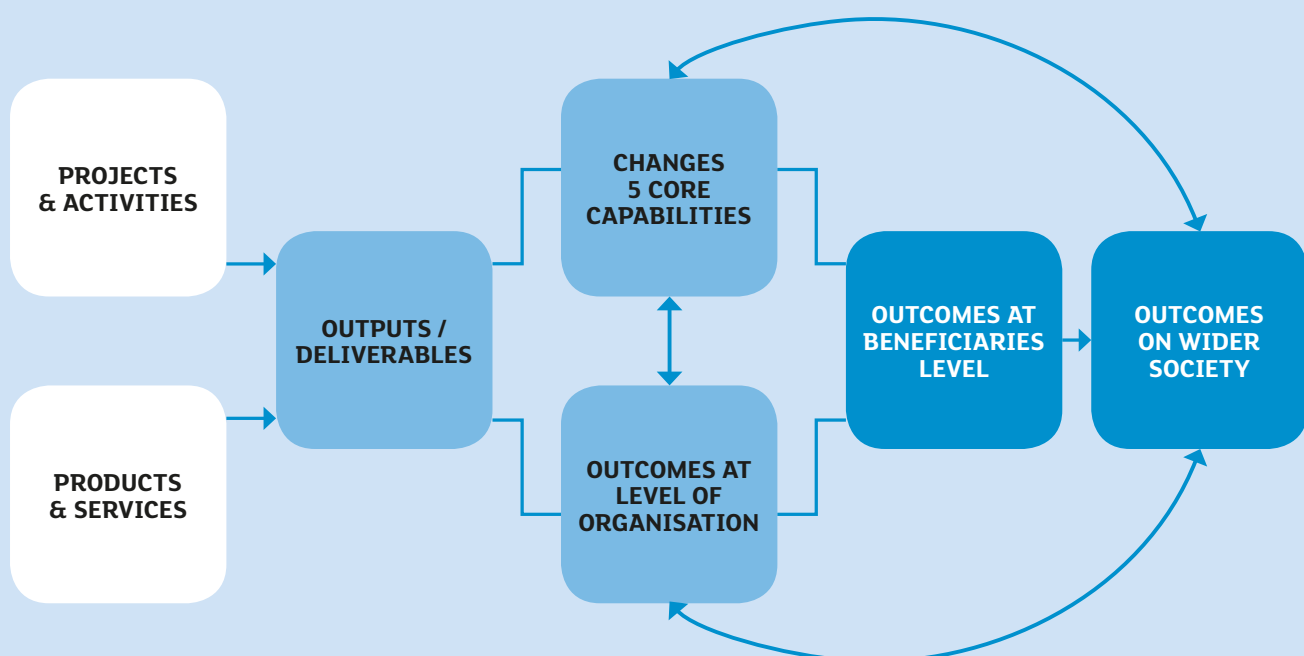 PROJECTS
& ACTIVITIES
PRODUCTS
& SERVICES
OUTPUTS /
DELIVERABLES
CHANGES
5 CORE
CAPABILITIES
OUTCOMES AT
LEVEL OF
ORGANISATION
OUTCOMES AT
BENEFICIARIES
LEVEL
OUTCOMES
ON WIDER
SOCIETY